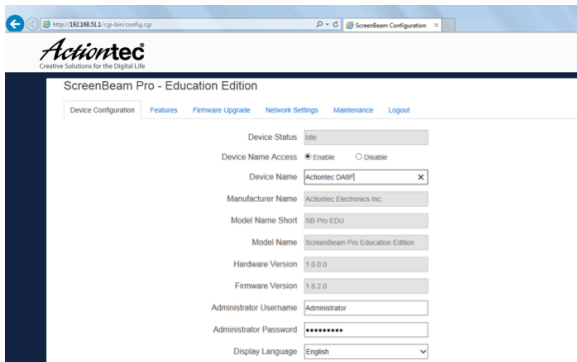 http://192.168.51.1/cgi-bin/config.cgi
ScreenBeam Configuration
Actiontec
Creative Solutions for the Digital Life
ScreenBeam Pro - Education Edition
Device Configuration Features Firmware Upgrade Network Settings Maintenance Logout
Device Status Idle
Device Name Access Enable Disable
Device Name Actiontec DA8F
Manufacturer Name Actiontec Electronics Inc.
Model Name Short SB Pro EDU
Model Name ScreenBeam Pro Education Edition
Hardware Version 1.0.0.0
Firmware Version 1.8.2.0
Administrator Username Administrator
Administrator Password •••••••••
Display Language English